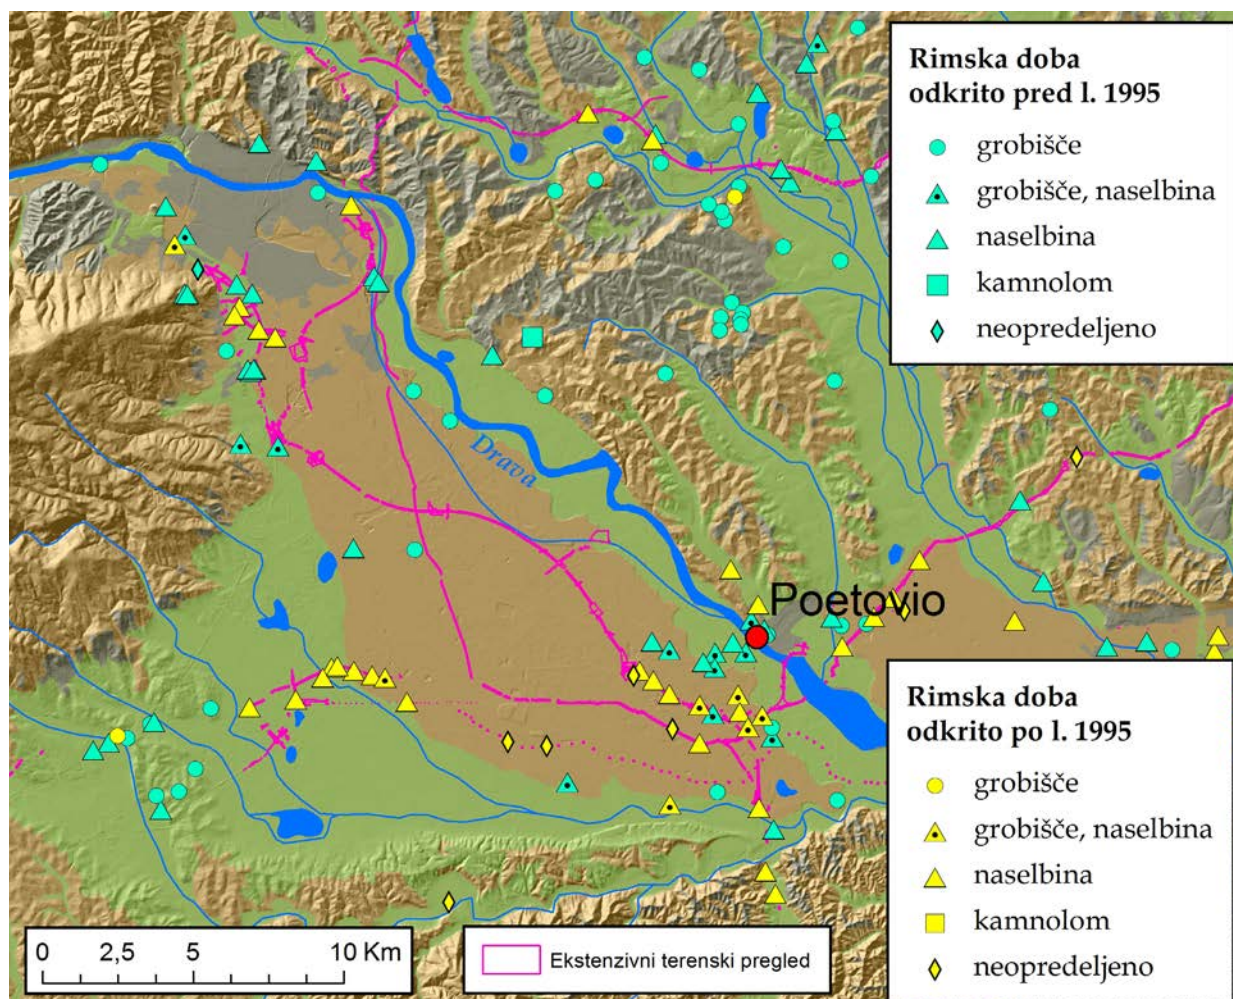 Rimska doba
odkrito pred l. 1995
grobišče
grobišče, naselbina
naselbina
kamnolom
neopredeljeno
Drava
Poetovio
Rimska doba
odkrito po l. 1995
grobišče
grobišče, naselbina
naselbina
kamnolom
neopredeljeno
0 2,5 5 10 Km
Ekstenzivni terenski pregled